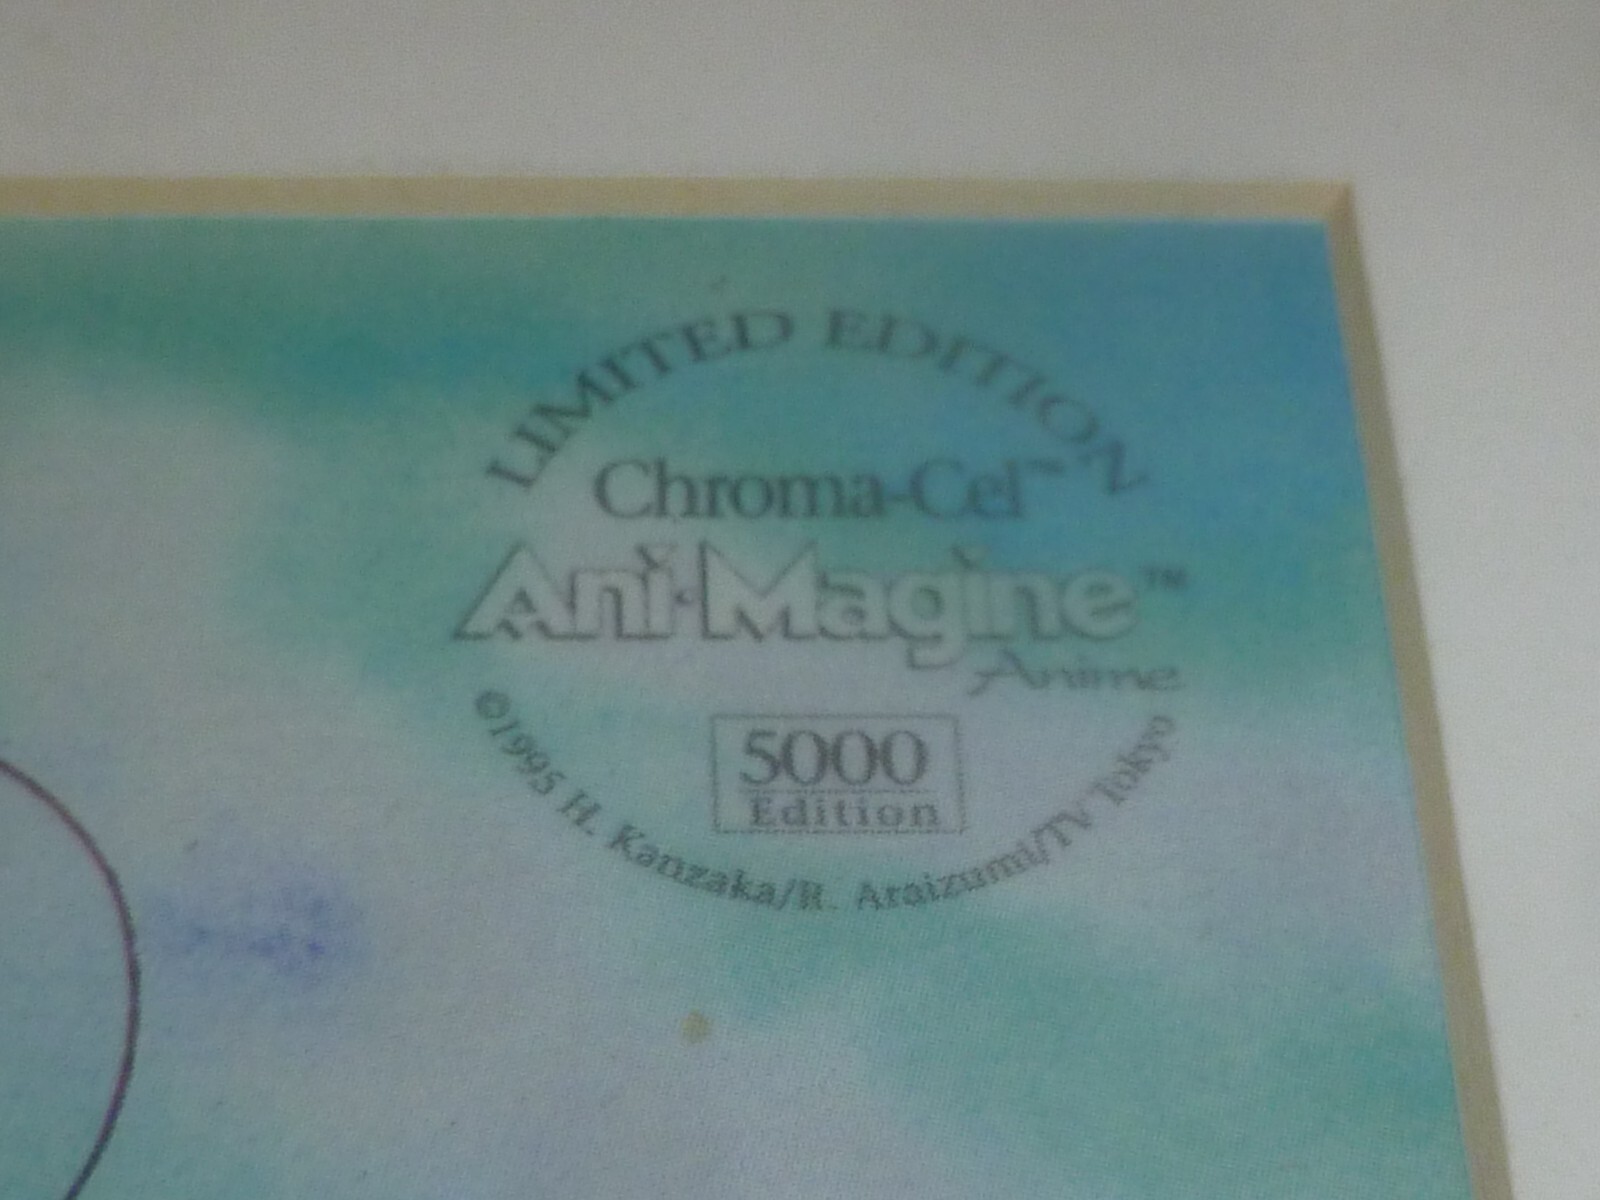 LIMITED EDITION
Chroma-Cel™
Ani·Magine™
Anime
5000
Edition
©1995 H. Kanzaka/R. Araizumi/TV Tokyo